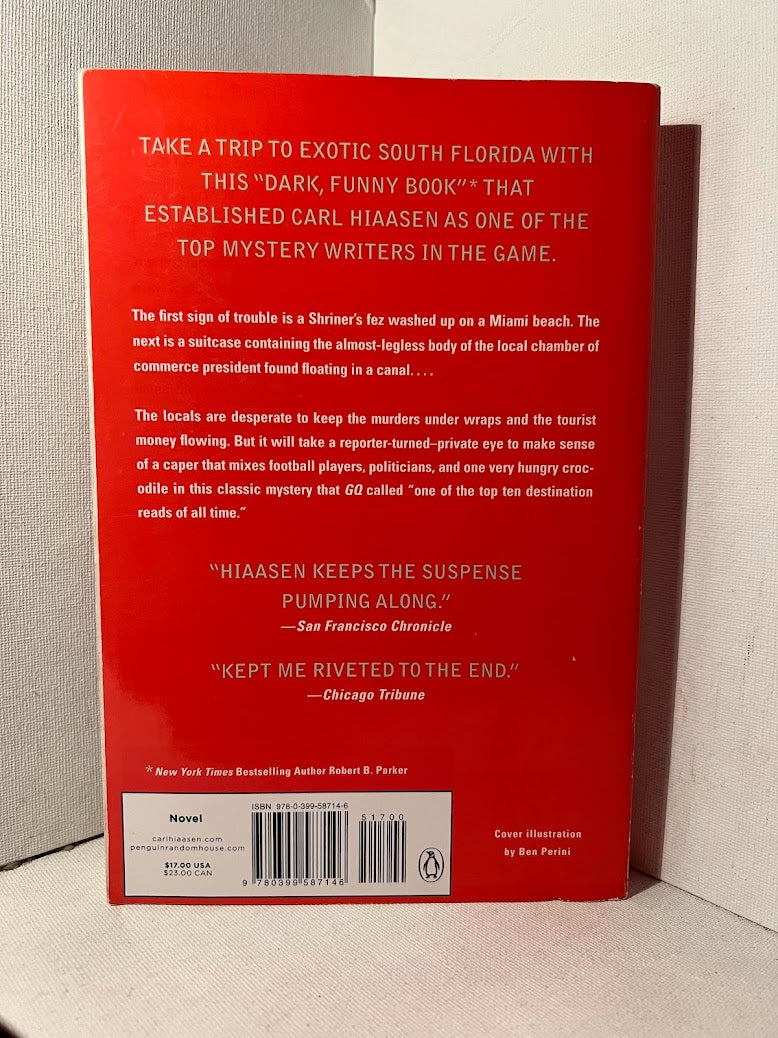 TAKE A TRIP TO EXOTIC SOUTH FLORIDA WITH
THIS "DARK, FUNNY BOOK"* THAT
ESTABLISHED CARL HIAASEN AS ONE OF THE
TOP MYSTERY WRITERS IN THE GAME.
The first sign of trouble is a Shriner's fez washed up on a Miami beach. The
next is a suitcase containing the almost-legless body of the local chamber of
commerce president found floating in a canal. . . .
The locals are desperate to keep the murders under wraps and the tourist
money flowing. But it will take a reporter-turned–private eye to make sense
of a caper that mixes football players, politicians, and one very hungry croc-
odile in this classic mystery that GQ called "one of the top ten destination
reads of all time."
"HIAASEN KEEPS THE SUSPENSE
PUMPING ALONG."
—San Francisco Chronicle
"KEPT ME RIVETED TO THE END."
—Chicago Tribune
* New York Times Bestselling Author Robert B. Parker
Novel
carlhiaasen.com
penguinrandomhouse.com
$17.00 USA
$23.00 CAN
ISBN 978-0-399-58714-6
51700
9 780399 587146
Cover illustration
by Ben Perini